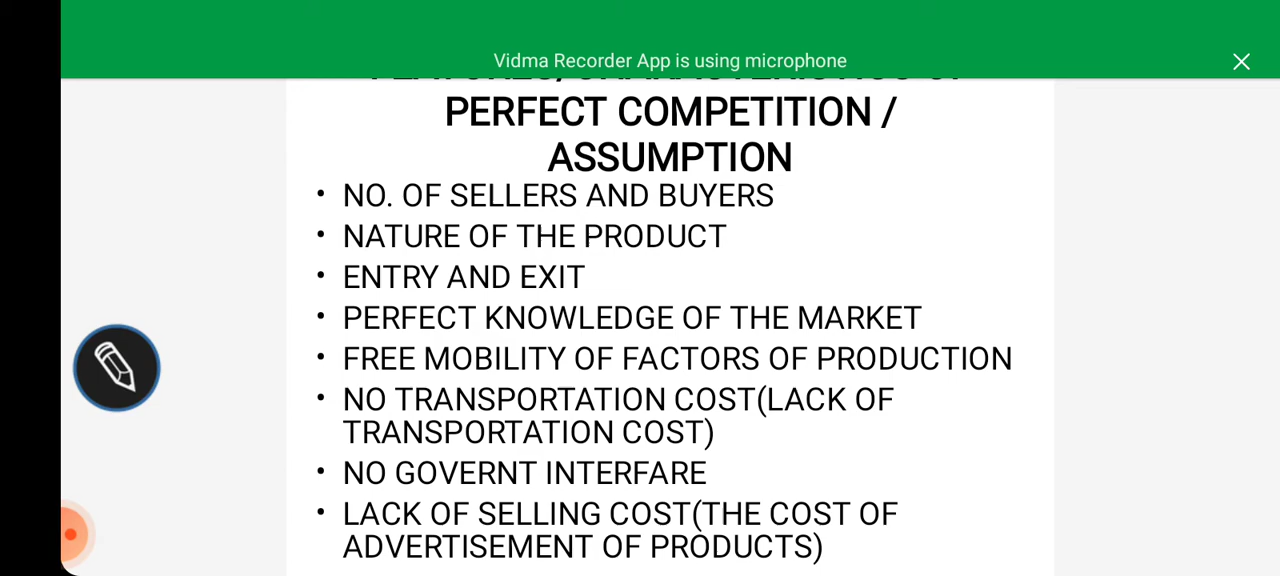 Vidma Recorder App is using microphone
PERFECT COMPETITION /
ASSUMPTION
• NO. OF SELLERS AND BUYERS
• NATURE OF THE PRODUCT
• ENTRY AND EXIT
• PERFECT KNOWLEDGE OF THE MARKET
• FREE MOBILITY OF FACTORS OF PRODUCTION
• NO TRANSPORTATION COST(LACK OF
TRANSPORTATION COST)
• NO GOVERNT INTERFARE
• LACK OF SELLING COST(THE COST OF
ADVERTISEMENT OF PRODUCTS)